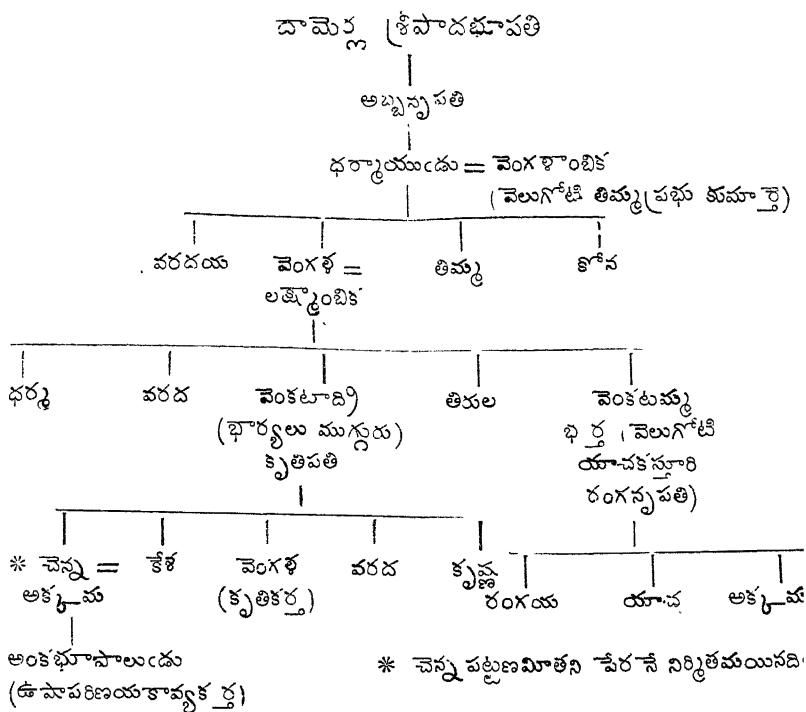 దామెర్ల శ్రీపాదభూపతి
అబ్బనృపతి
ధర్మాయుఁడు = వెంగళాంబిక
(వెలుగోటి తిమ్మప్రభు కుమార్తె)
వరదయ వెంగళ = తిమ్మ కోన
లక్ష్మాంబిక
ధర్మ వరద వెంకటాద్రి తిరుల వెంకటమ్మ
(భార్యలు ముగ్గురు) భర్త (వెలుగోటి
కృతిపతి యాచకస్తూరి
రంగనృపతి)
* చెన్న = కేశ వెంగళ వరద కృష్ణ
అక్కమ (కృతికర్త) రంగయ యాచ అక్కమ
అంకభూపాలుఁడు * చెన్న పట్టణమీతని పేర నే నిర్మితమయినది
(ఉషాపరిణయకావ్యకర్త)